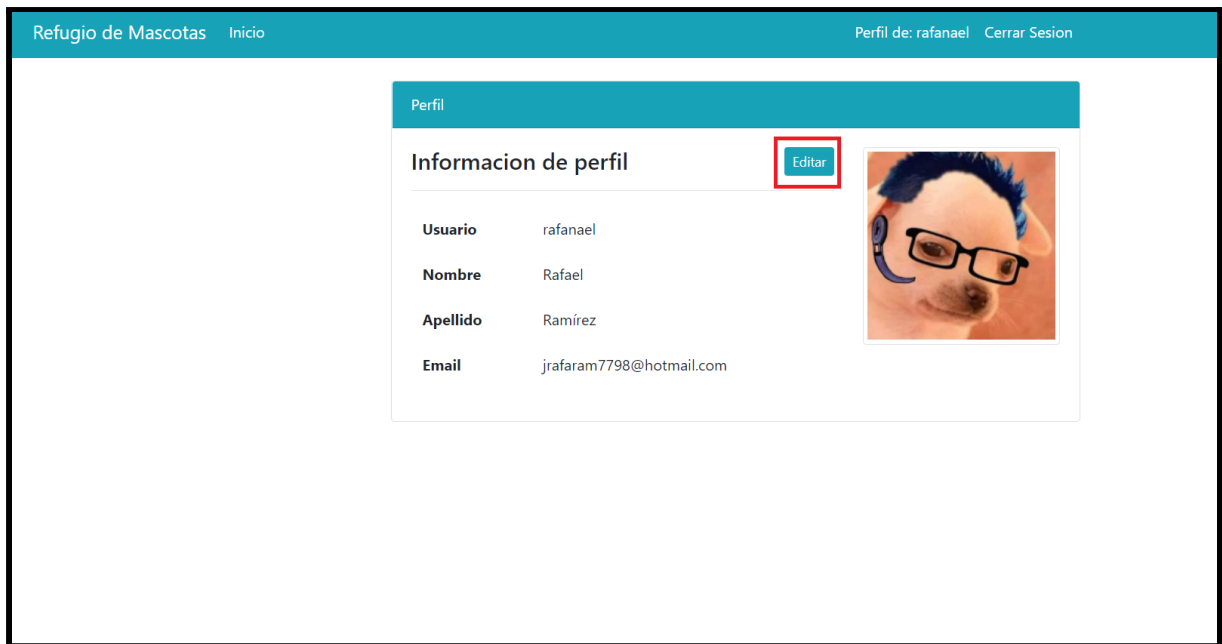 Refugio de Mascotas Inicio Perfil de: rafanael Cerrar Sesion
Perfil
Informacion de perfil Editar
Usuario rafanael
Nombre Rafael
Apellido Ramírez
Email jrafaram7798@hotmail.com